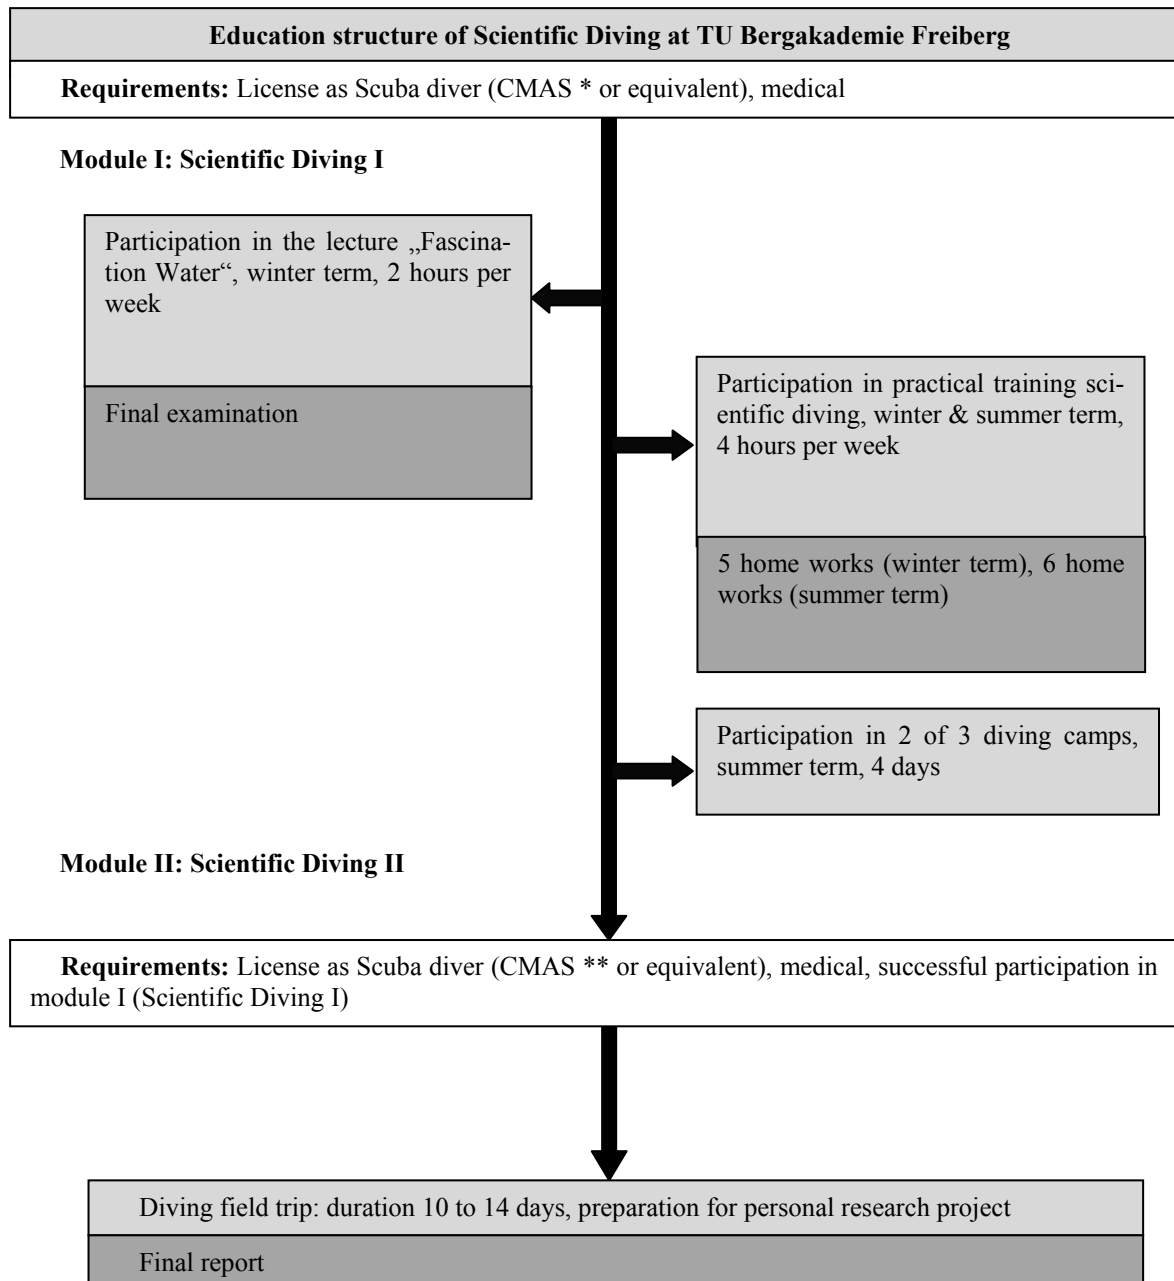 Education structure of Scientific Diving at TU Bergakademie Freiberg
Requirements: License as Scuba diver (CMAS * or equivalent), medical
Module I: Scientific Diving I
Participation in the lecture „Fascina-
tion Water“, winter term, 2 hours per
week
Final examination
Participation in practical training sci-
entific diving, winter & summer term,
4 hours per week
5 home works (winter term), 6 home
works (summer term)
Participation in 2 of 3 diving camps,
summer term, 4 days
Module II: Scientific Diving II
Requirements: License as Scuba diver (CMAS ** or equivalent), medical, successful participation in
module I (Scientific Diving I)
Diving field trip: duration 10 to 14 days, preparation for personal research project
Final report